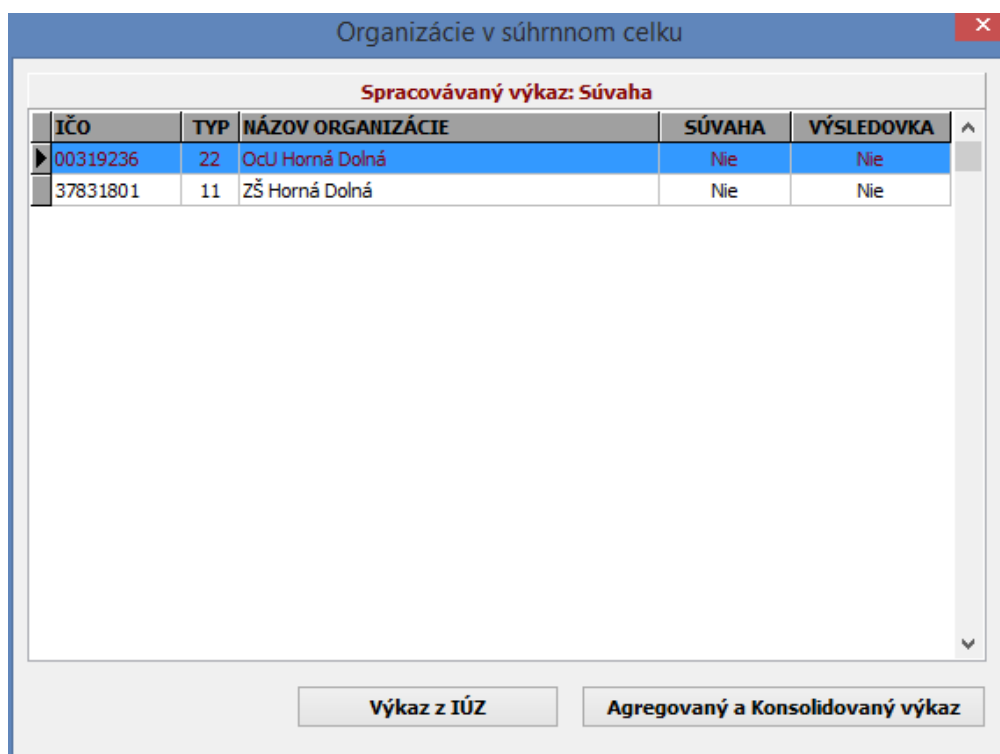 Organizácie v súhrnnom celku
Spracovávaný výkaz: Súvaha
IČO TYP NÁZOV ORGANIZÁCIE SÚVAHA VÝSLEDOVKA
00319236 22 OcU Horná Dolná Nie Nie
37831801 11 ZŠ Horná Dolná Nie Nie
Výkaz z IÚZ Agregovaný a Konsolidovaný výkaz